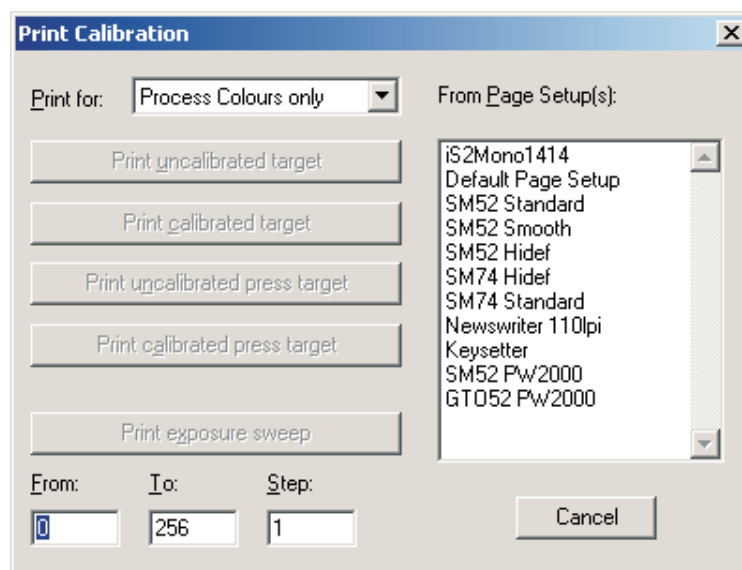 Print Calibration
Print for:
Process Colours only
Print uncalibrated target
Print calibrated target
Print uncalibrated press target
Print calibrated press target
Print exposure sweep
From:
To:
Step:
0
256
1
From Page Setup(s):
iS2Mono1414
Default Page Setup
SM52 Standard
SM52 Smooth
SM52 Hidef
SM74 Hidef
SM74 Standard
Newswriter 110lpi
Keysetter
SM52 PW2000
GTO52 PW2000
Cancel